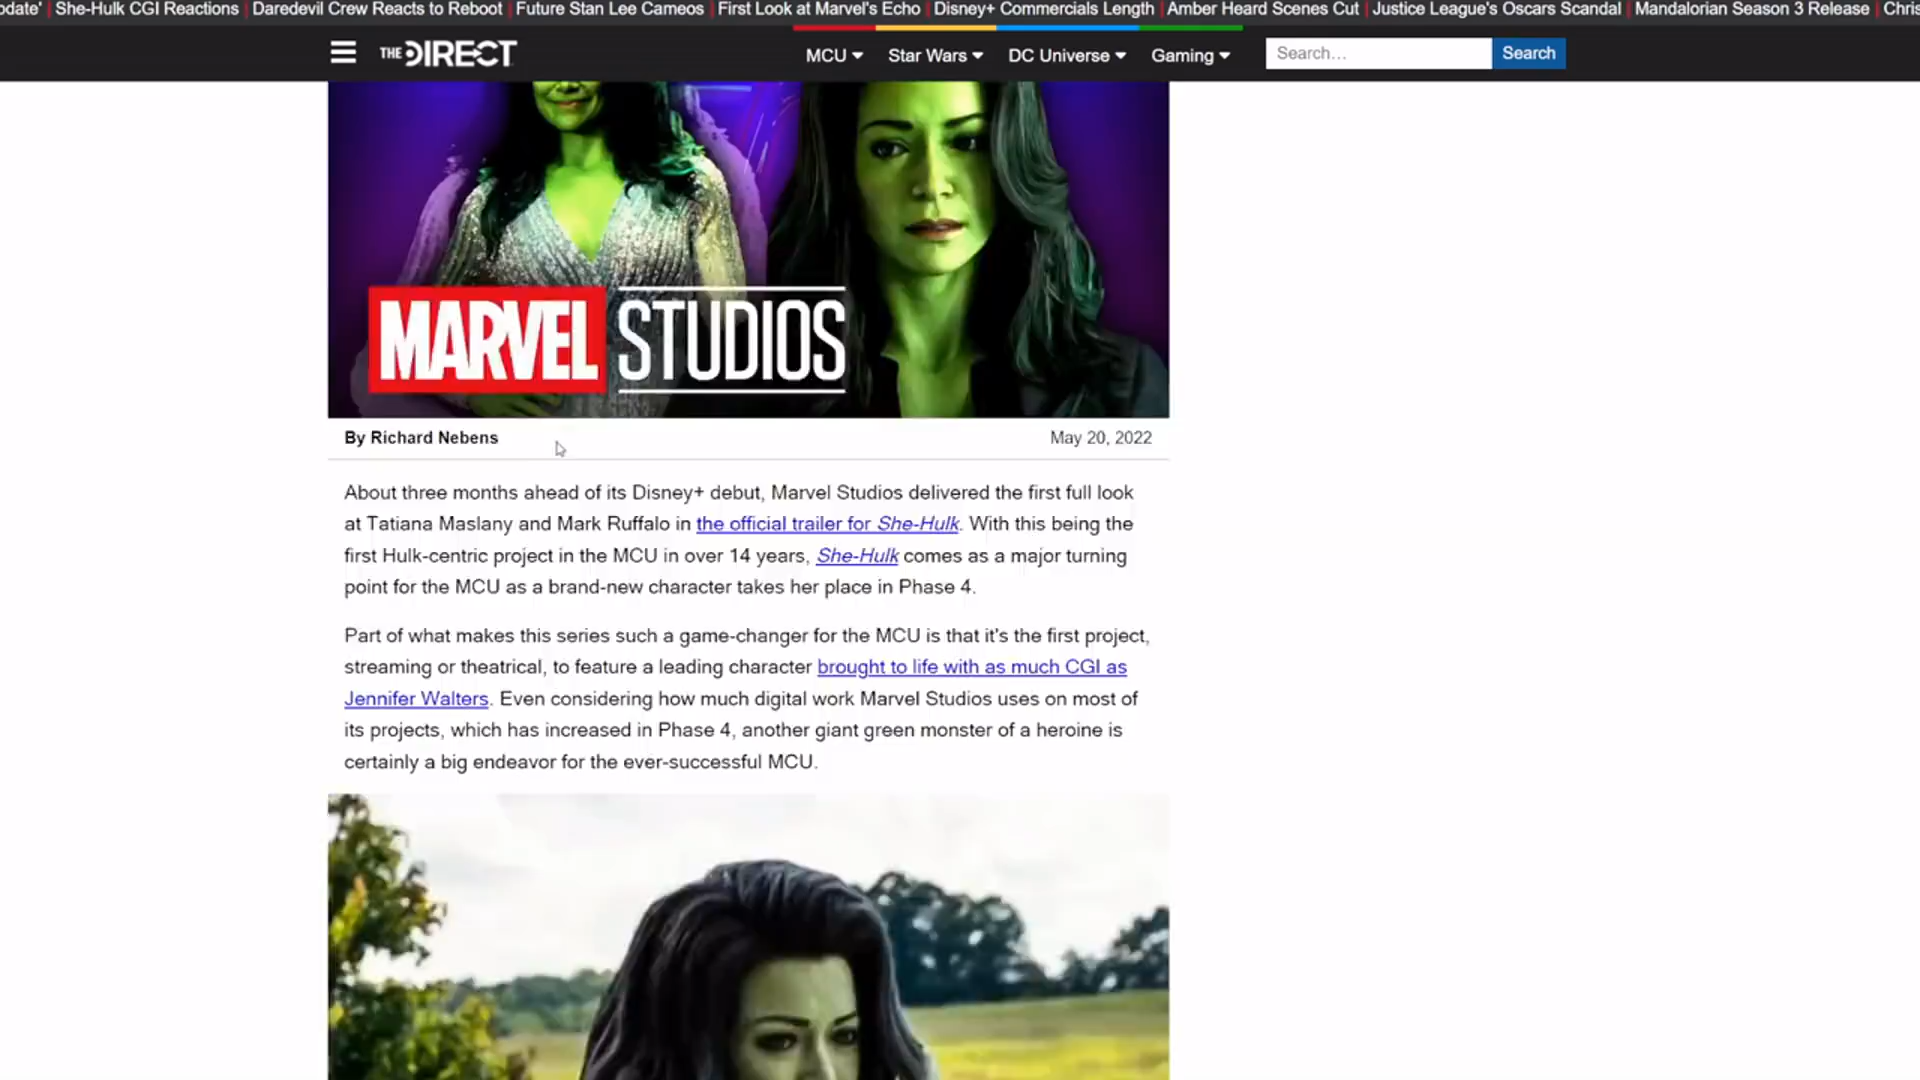 She-Hulk CGI Reactions | Daredevil Crew Reacts to Reboot | Future Stan Lee Cameos | First Look at Marvel's Echo | Disney+ Commercials Length | Amber Heard Scenes Cut | Justice League's Oscars Scandal | Mandalorian Season 3 Release |
THE DIRECT MCU Star Wars DC Universe Gaming Search... Search
MARVEL STUDIOS
By Richard Nebens May 20, 2022
About three months ahead of its Disney+ debut, Marvel Studios delivered the first full look
at Tatiana Maslany and Mark Ruffalo in the official trailer for She-Hulk. With this being the
first Hulk-centric project in the MCU in over 14 years, She-Hulk comes as a major turning
point for the MCU as a brand-new character takes her place in Phase 4.
Part of what makes this series such a game-changer for the MCU is that it's the first project,
streaming or theatrical, to feature a leading character brought to life with as much CGI as
Jennifer Walters. Even considering how much digital work Marvel Studios uses on most of
its projects, which has increased in Phase 4, another giant green monster of a heroine is
certainly a big endeavor for the ever-successful MCU.